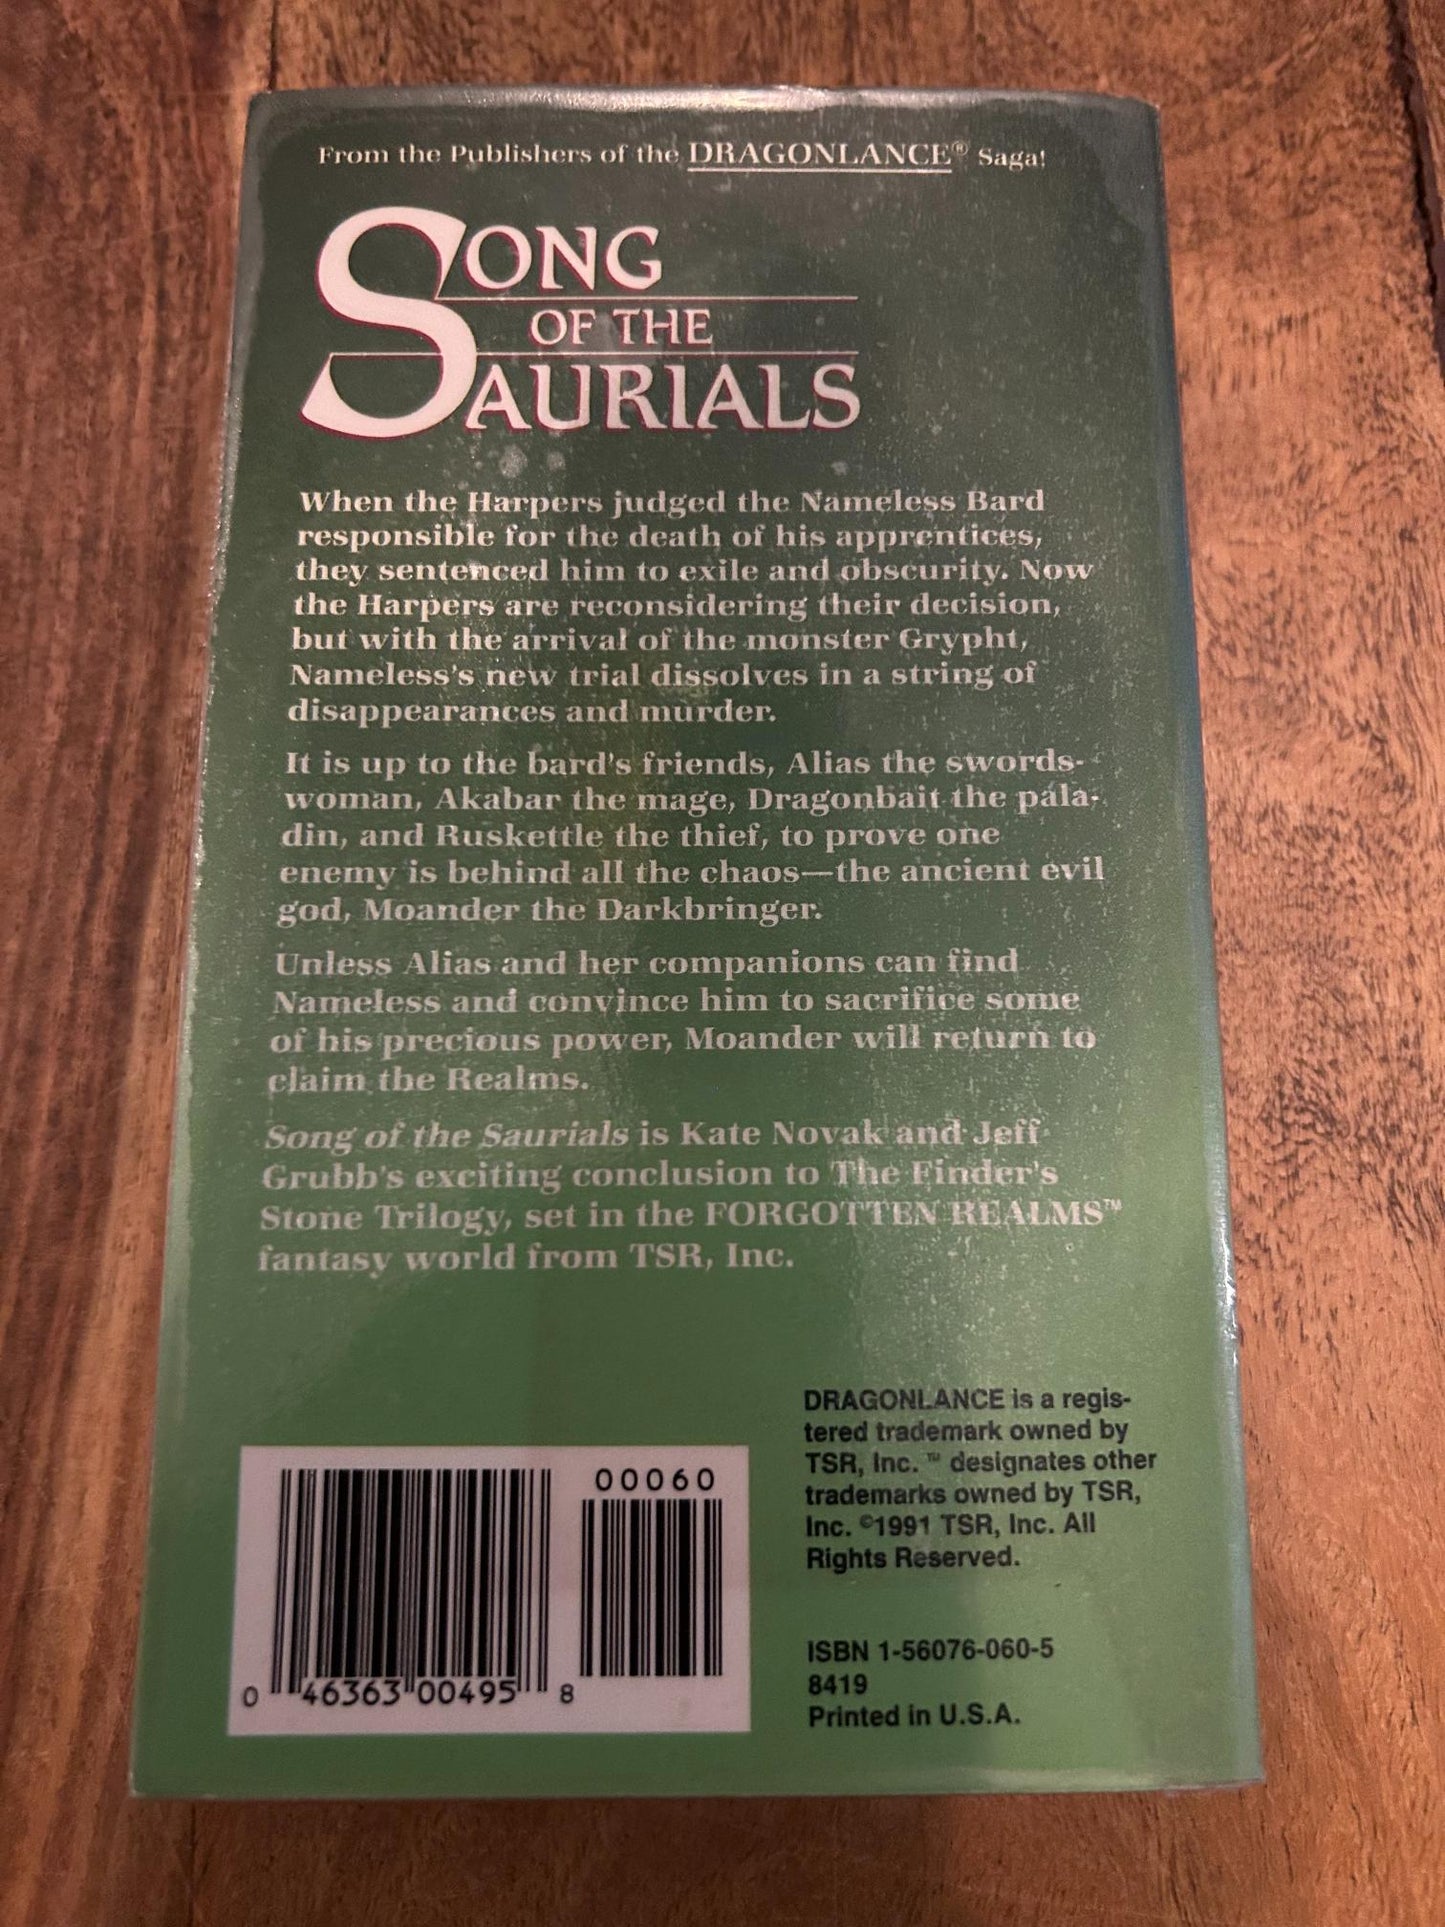 From the Publishers of the DRAGONLANCE® Saga!
SONG
OF THE
SAURIALS
When the Harpers judged the Nameless Bard
responsible for the death of his apprentices,
they sentenced him to exile and obscurity. Now
the Harpers are reconsidering their decision,
but with the arrival of the monster Grypht,
Nameless's new trial dissolves in a string of
disappearances and murder.
It is up to the bard's friends, Alias the swords-
woman, Akabar the mage, Dragonbait the pala-
din, and Ruskettle the thief, to prove one
enemy is behind all the chaos—the ancient evil
god, Moander the Darkbringer.
Unless Alias and her companions can find
Nameless and convince him to sacrifice some
of his precious power, Moander will return to
claim the Realms.
Song of the Saurials is Kate Novak and Jeff
Grubb's exciting conclusion to The Finder's
Stone Trilogy, set in the FORGOTTEN REALMS™
fantasy world from TSR, Inc.
DRAGONLANCE is a regis-
tered trademark owned by
TSR, Inc. ™ designates other
trademarks owned by TSR,
Inc. ©1991 TSR, Inc. All
Rights Reserved.
00060
0 46363 00495 8
ISBN 1-56076-060-5
8419
Printed in U.S.A.